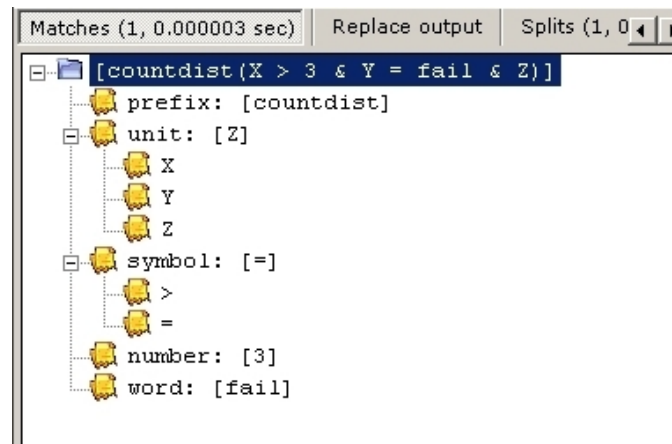 Matches (1, 0.000003 sec) Replace output Splits (1, 0
[countdist(X > 3 & Y = fail & Z)]
prefix: [countdist]
unit: [Z]
X
Y
Z
symbol: [=]
>
=
number: [3]
word: [fail]